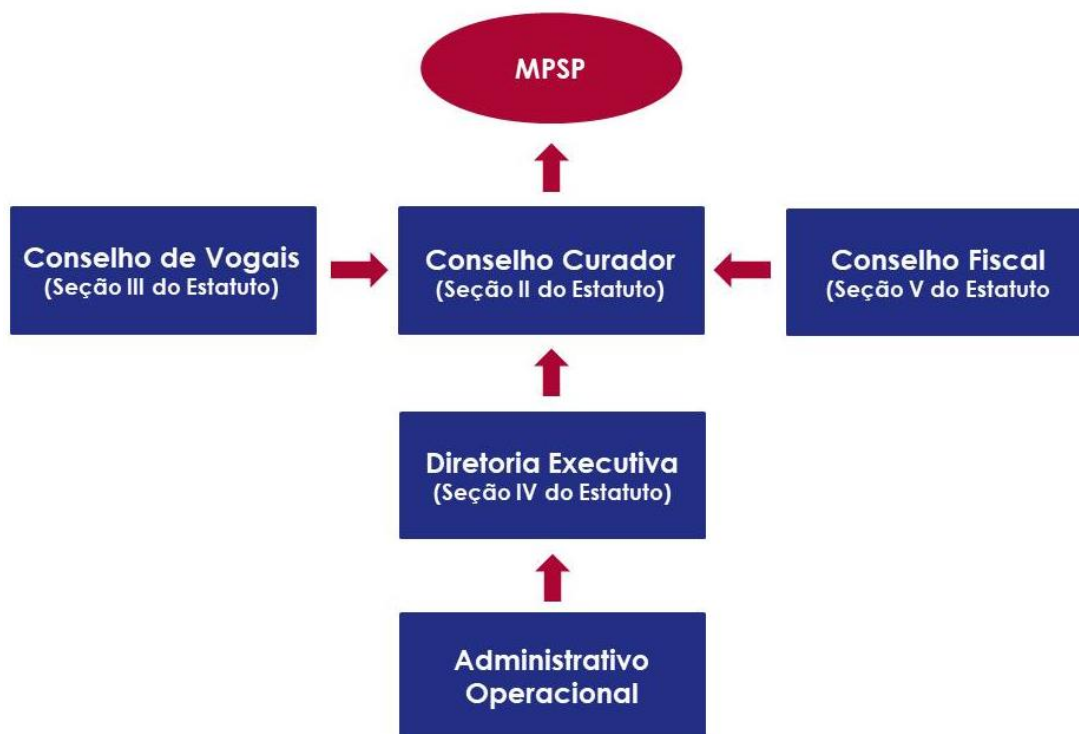 MPSP
Conselho de Vogais
(Seção III do Estatuto)
Conselho Curador
(Seção II do Estatuto)
Conselho Fiscal
(Seção V do Estatuto
Diretoria Executiva
(Seção IV do Estatuto)
Administrativo
Operacional